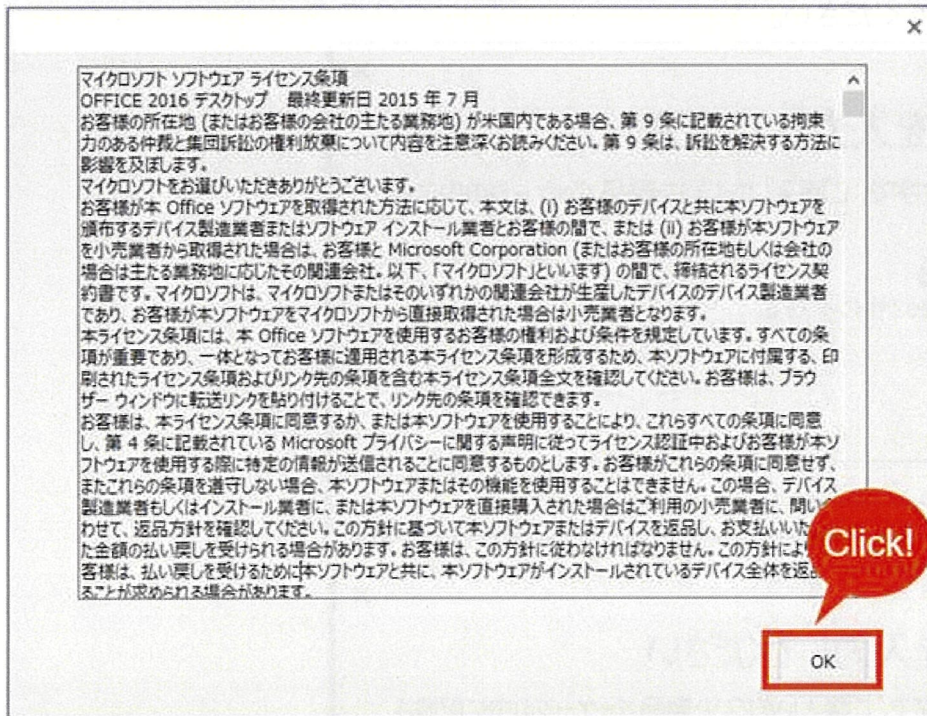 マイクロソフト ソフトウェア ライセンス条項
OFFICE 2016 デスクトップ 最終更新日 2015 年 7 月
お客様の所在地 (またはお客様の会社の主たる業務地) が米国内である場合、第 9 条に記載されている拘束
力のある仲裁と集団訴訟の権利放棄について内容を注意深くお読みください。第 9 条は、訴訟を解決する方法に
影響を及ぼします。
マイクロソフトをお選びいただきありがとうございます。
お客様が本 Office ソフトウェアを取得された方法に応じて、本文は、(i) お客様のデバイスと共に本ソフトウェアを
頒布するデバイス製造業者またはソフトウェア インストール業者とお客様の間で、または (ii) お客様が本ソフトウェア
を小売業者から取得された場合は、お客様と Microsoft Corporation (またはお客様の所在地もしくは会社の
場合は主たる業務地に応じたその関連会社。以下、「マイクロソフト」といいます) の間で、締結されるライセンス契
約書です。マイクロソフトは、マイクロソフトまたはそのいずれかの関連会社が生産したデバイスのデバイス製造業者
であり、お客様が本ソフトウェアをマイクロソフトから直接取得された場合は小売業者となります。
本ライセンス条項には、本 Office ソフトウェアを使用するお客様の権利および条件を規定しています。すべての条
項が重要であり、一体となってお客様に適用される本ライセンス条項を形成するため、本ソフトウェアに付属する、印
刷されたライセンス条項およびリンク先の条項を含む本ライセンス条項全文を確認してください。お客様は、ブラウ
ザー ウィンドウに転送リンクを貼り付けることで、リンク先の条項を確認できます。
お客様は、本ライセンス条項に同意するか、または本ソフトウェアを使用することにより、これらすべての条項に同意
し、第 4 条に記載されている Microsoft プライバシーに関する声明に従ってライセンス認証中およびお客様が本ソ
フトウェアを使用する際に特定の情報が送信されることに同意するものとします。お客様がこれらの条項に同意せず、
またこれらの条項を遵守しない場合、本ソフトウェアまたはその機能を使用することはできません。この場合、デバイス
製造業者もしくはインストール業者に、または本ソフトウェアを直接購入された場合はご利用の小売業者に、問い
わせて、返品方針を確認してください。この方針に基づいて本ソフトウェアまたはデバイスを返品し、お支払いいた
た金額の払い戻しを受けられる場合があります。お客様は、この方針に従わなければなりません。この方針により
客様は、払い戻しを受けるために本ソフトウェアと共に、本ソフトウェアがインストールされているデバイス全体を返
ることが求められる場合があります。
Click!
OK